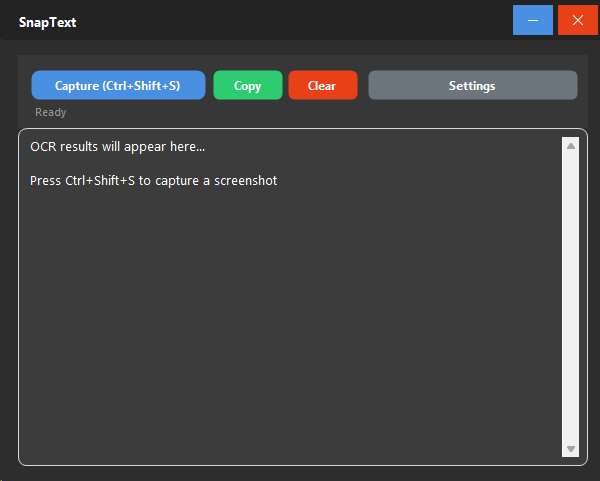 SnapText
Capture (Ctrl+Shift+S) Copy Clear Settings
Ready
OCR results will appear here...
Press Ctrl+Shift+S to capture a screenshot